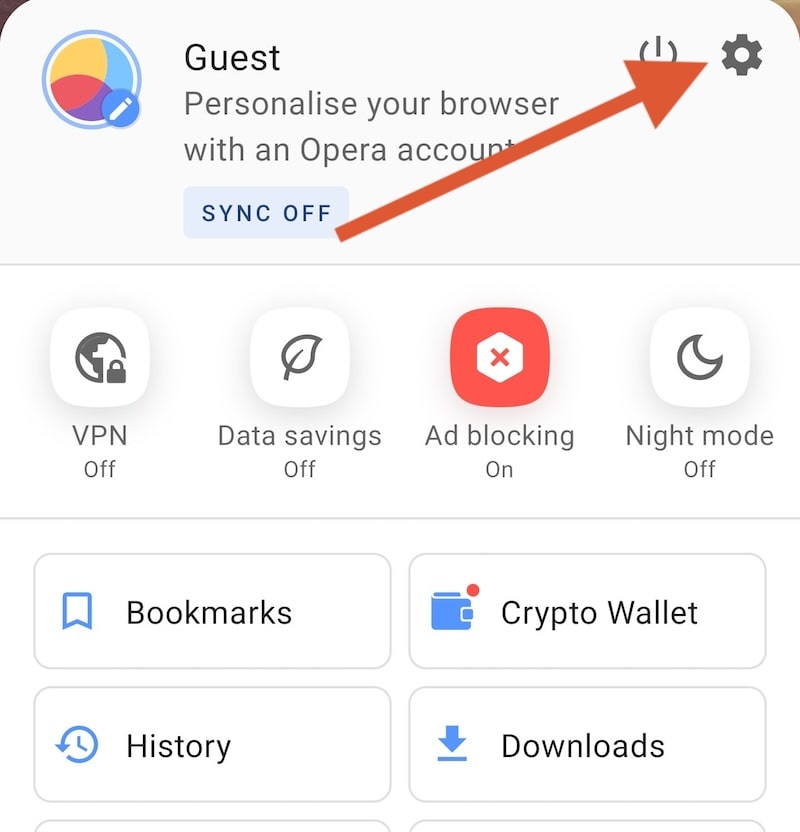 Guest
Personalise your browser
with an Opera account
SYNC OFF
VPN
Off
Data savings
Off
Ad blocking
On
Night mode
Off
Bookmarks
Crypto Wallet
History
Downloads